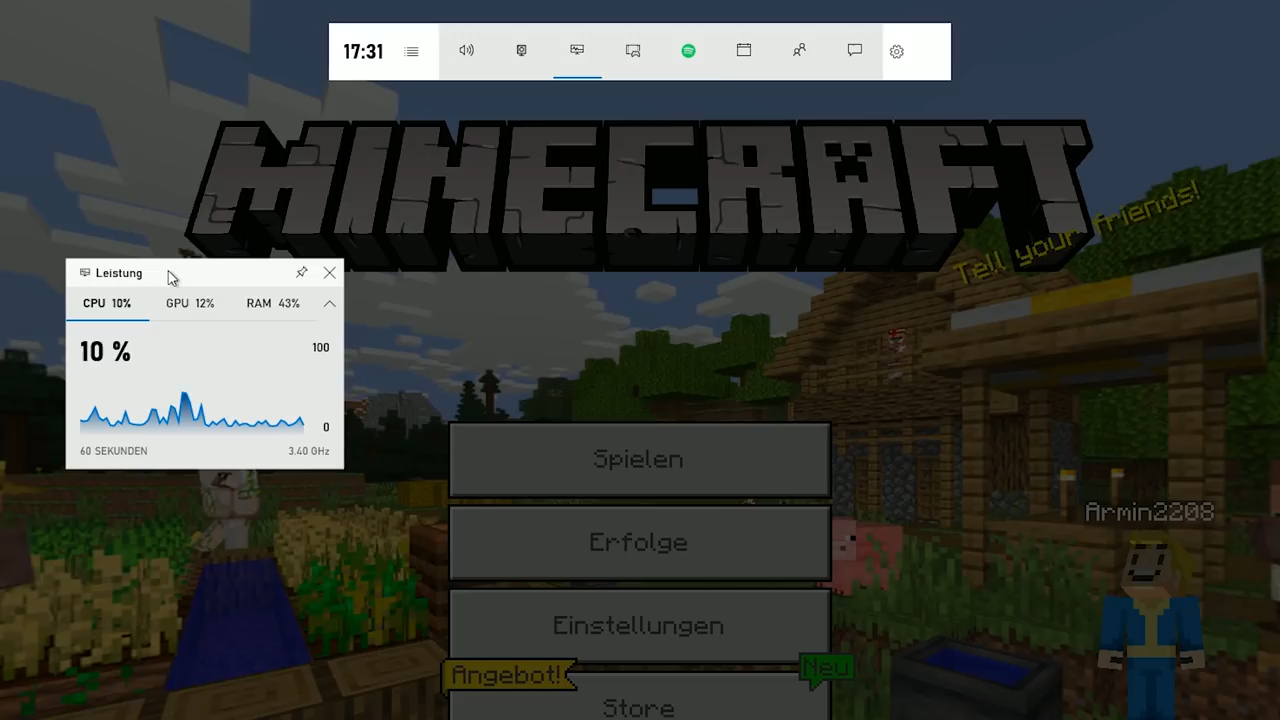 17:31
MINECRAFT
Tell your friends!
Leistung
CPU 10%
GPU 12%
RAM 43%
10 %
100
0
60 SEKUNDEN
3.40 GHz
Spielen
Erfolge
Armin2208
Einstellungen
Angebot!
Neu
Store